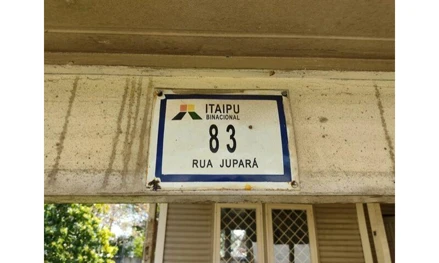 ITAIPU
BINACIONAL
83
RUA JUPARÁ